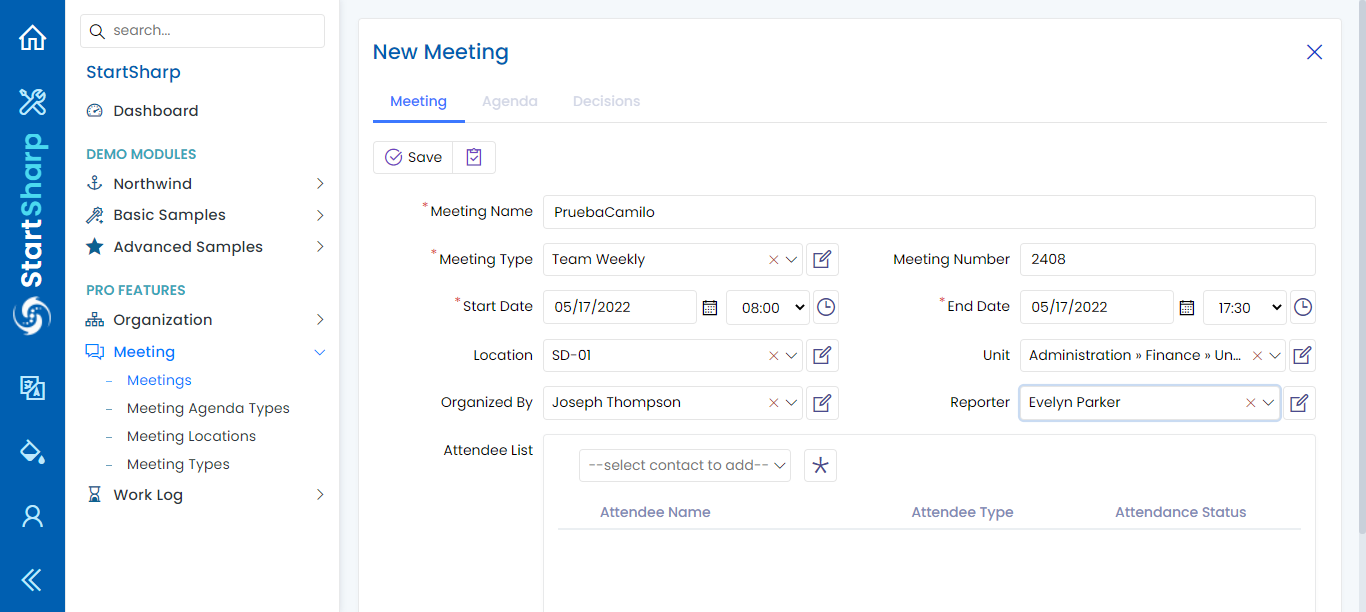 search...
StartSharp
StartSharp
Dashboard
DEMO MODULES
Northwind
Basic Samples
Advanced Samples
PRO FEATURES
Organization
Meeting
Meetings
Meeting Agenda Types
Meeting Locations
Meeting Types
Work Log
New Meeting
Meeting Agenda Decisions
Save
*Meeting Name PruebaCamilo
*Meeting Type Team Weekly Meeting Number 2408
*Start Date 05/17/2022 08:00 *End Date 05/17/2022 17:30
Location SD-01 Unit Administration » Finance » Un...
Organized By Joseph Thompson Reporter Evelyn Parker
Attendee List
--select contact to add--
Attendee Name Attendee Type Attendance Status